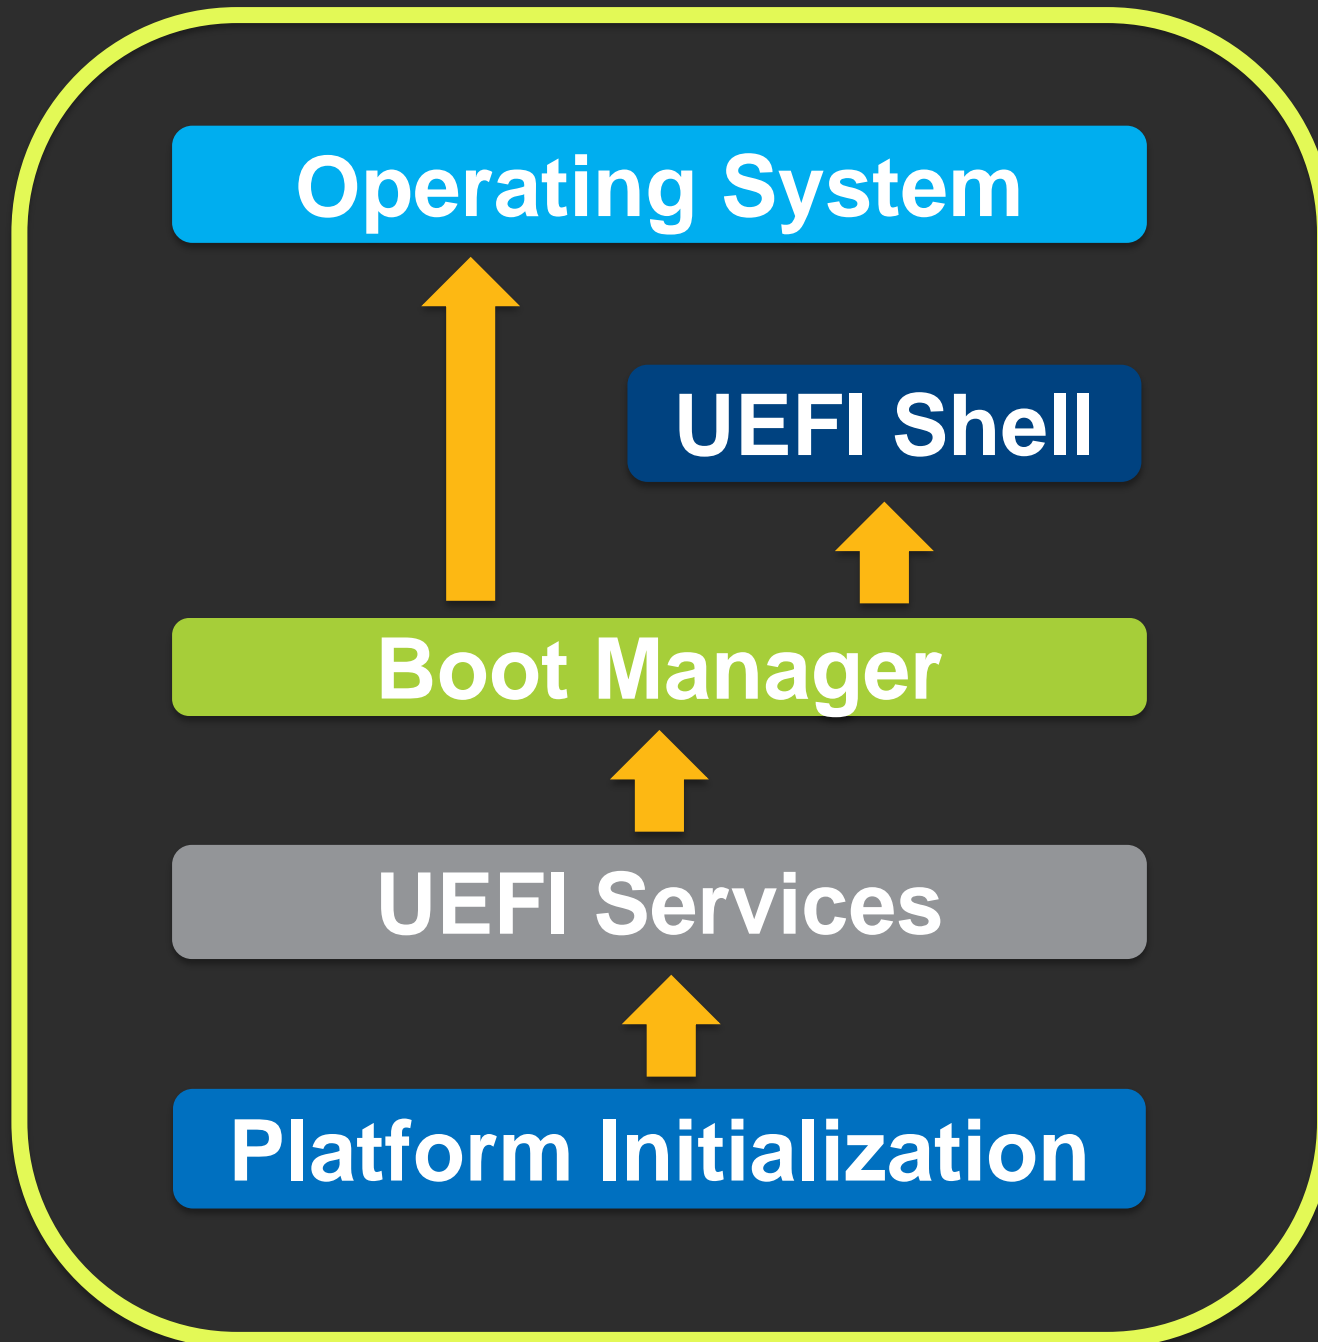 Operating System
UEFI Shell
Boot Manager
UEFI Services
Platform Initialization